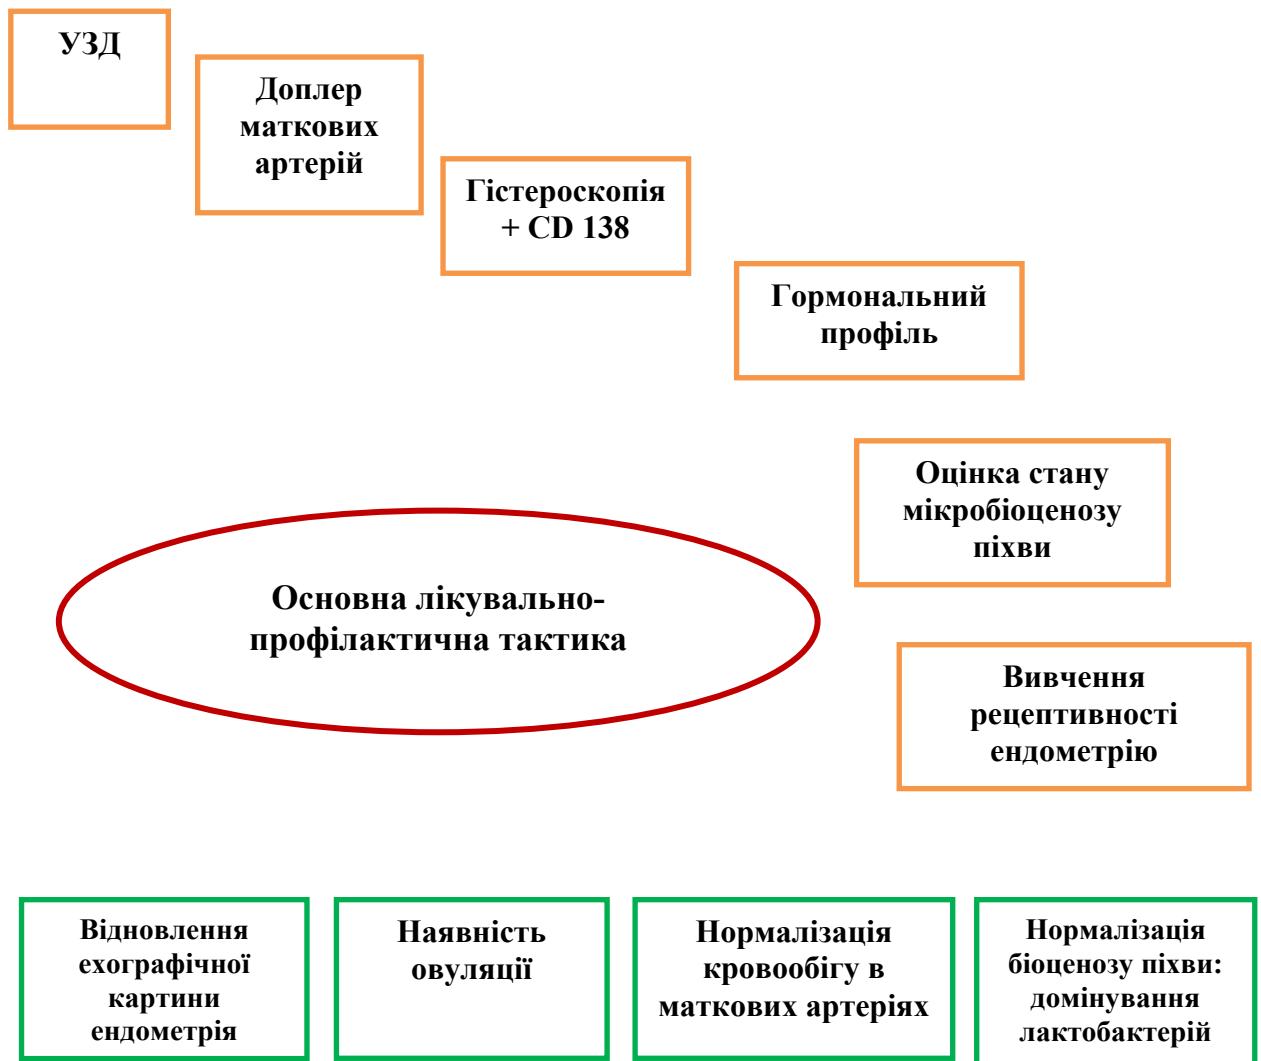 УЗД
Доплер
маткових
артерій
Гістероскопія
+ CD 138
Гормональний
профіль
Оцінка стану
мікробіоценозу
піхви
Основна лікувально-
профілактична тактика
Вивчення
рецептивності
ендометрію
Відновлення
ехографічної
картини
ендометрія
Наявність
овуляції
Нормалізація
кровообігу в
маткових артеріях
Нормалізація
біоценозу піхви:
домінування
лактобактерій